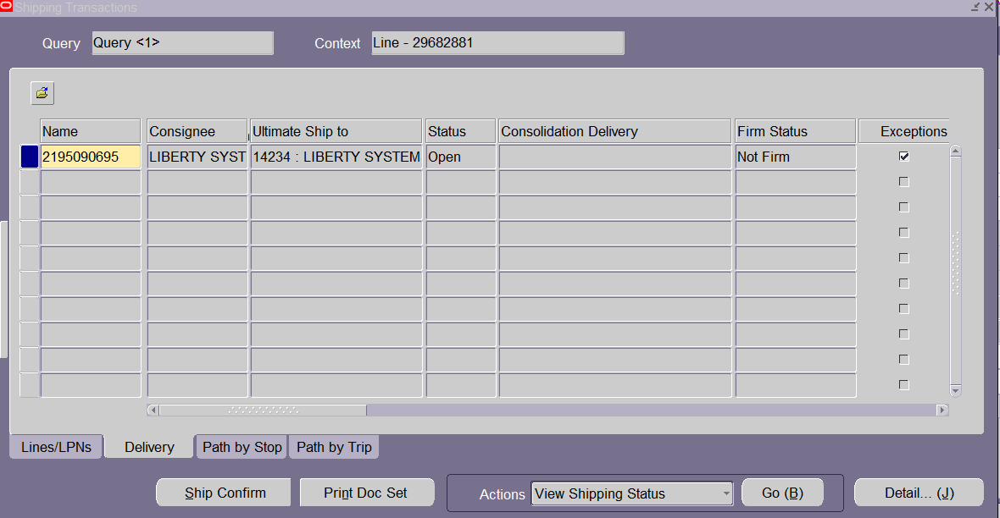 Shipping Transactions
Query Query <1> Context Line - 29682881
Name Consignee Ultimate Ship to Status Consolidation Delivery Firm Status Exceptions
2195090695 LIBERTY SYST 14234 : LIBERTY SYSTEM Open Not Firm
Lines/LPNs Delivery Path by Stop Path by Trip
Ship Confirm Print Doc Set Actions View Shipping Status Go (B) Detail... (J)